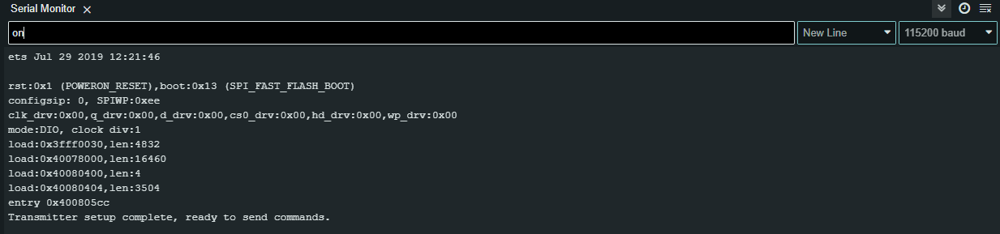 Serial Monitor
on
New Line
115200 baud
ets Jul 29 2019 12:21:46
rst:0x1 (POWERON_RESET),boot:0x13 (SPI_FAST_FLASH_BOOT)
configsip: 0, SPIWP:0xee
clk_drv:0x00,q_drv:0x00,d_drv:0x00,cs0_drv:0x00,hd_drv:0x00,wp_drv:0x00
mode:DIO, clock div:1
load:0x3fff0030,len:4832
load:0x40078000,len:16460
load:0x40080400,len:4
load:0x40080404,len:3504
entry 0x400805cc
Transmitter setup complete, ready to send commands.